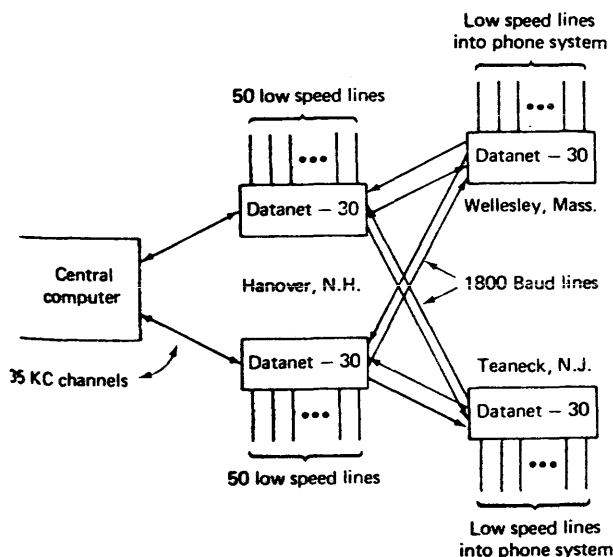 Low speed lines
into phone system
50 low speed lines
Datanet — 30
Wellesley, Mass.
Datanet — 30
Central
computer
Hanover, N.H.
1800 Baud lines
35 KC channels
Datanet — 30
Teaneck, N.J.
Datanet — 30
50 low speed lines
Low speed lines
into phone system